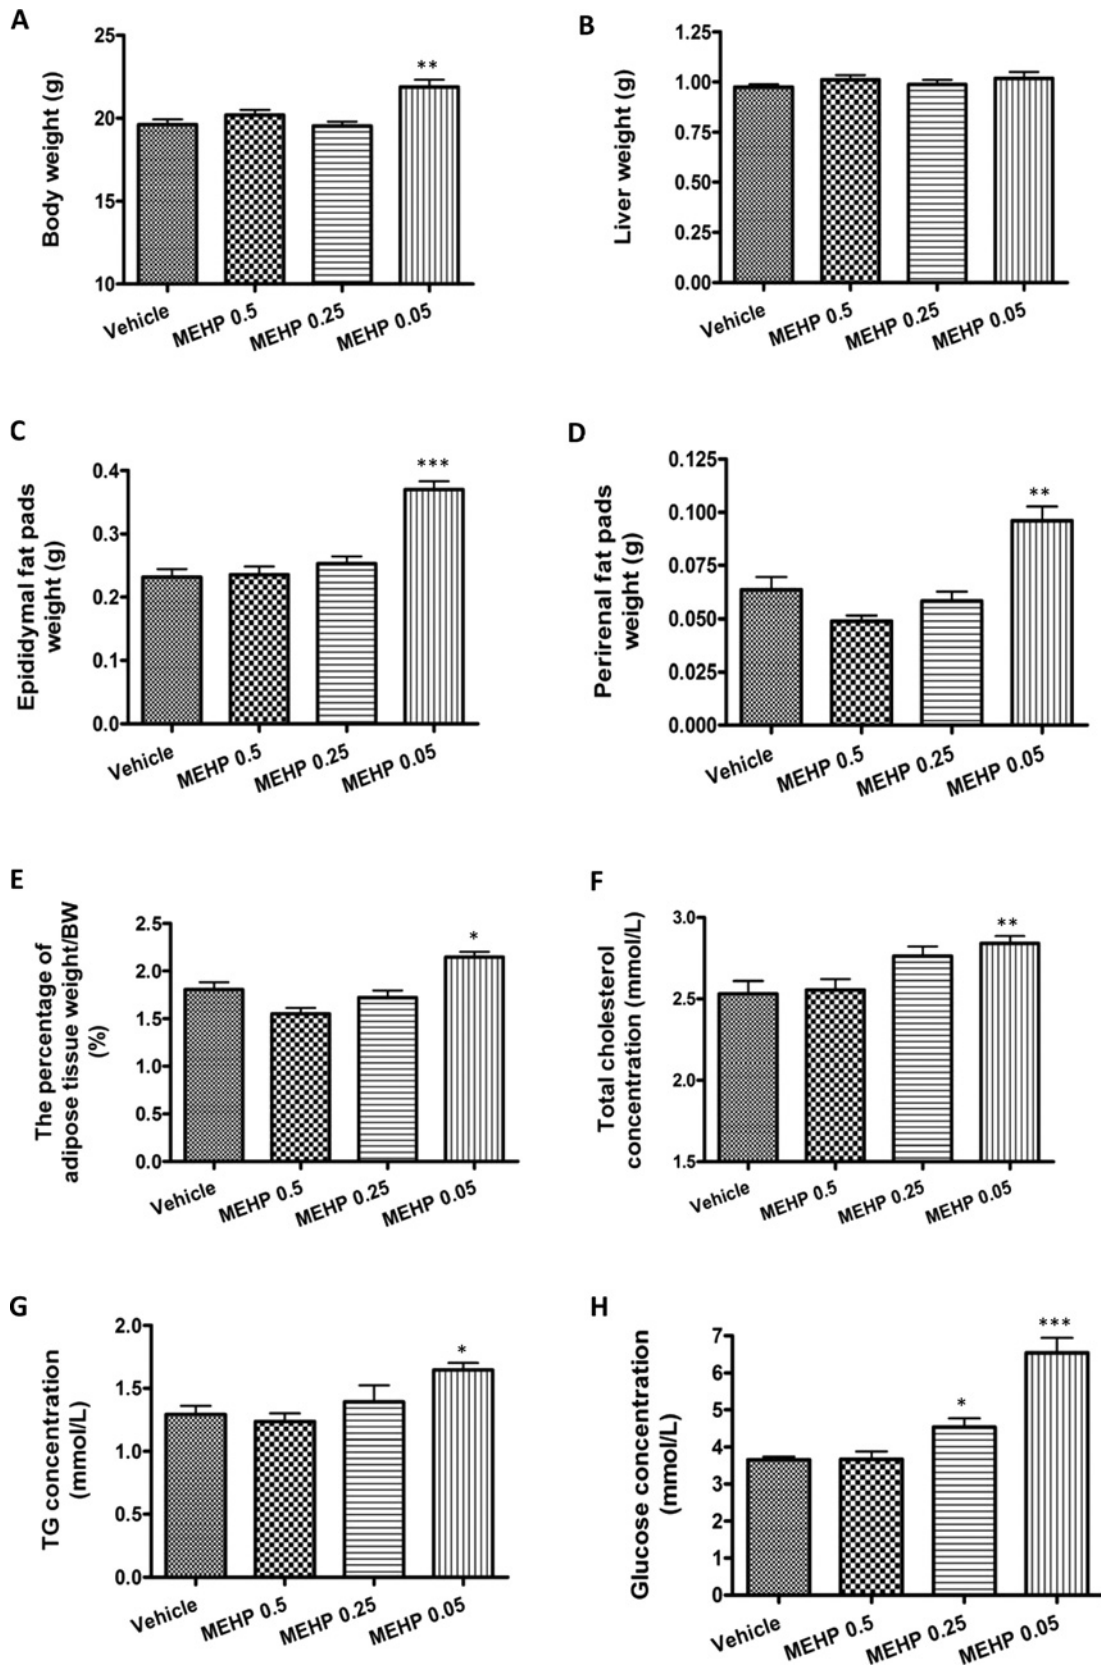 A
Body weight (g)
25
**
20
15
10
Vehicle
MEHP 0.5
MEHP 0.25
MEHP 0.05
B
Liver weight (g)
1.25
1.00
0.75
0.50
0.25
0.00
Vehicle
MEHP 0.5
MEHP 0.25
MEHP 0.05
C
Epididymal fat pads
weight (g)
0.4
***
0.3
0.2
0.1
0.0
Vehicle
MEHP 0.5
MEHP 0.25
MEHP 0.05
D
Perirenal fat pads
weight (g)
0.125
**
0.100
0.075
0.050
0.025
0.000
Vehicle
MEHP 0.5
MEHP 0.25
MEHP 0.05
E
The percentage of
adipose tissue weight/BW
(%)
2.5
*
2.0
1.5
1.0
0.5
0.0
Vehicle
MEHP 0.5
MEHP 0.25
MEHP 0.05
F
Total cholesterol
concentration (mmol/L)
3.0
**
2.5
2.0
1.5
Vehicle
MEHP 0.5
MEHP 0.25
MEHP 0.05
G
TG concentration
(mmol/L)
2.0
*
1.5
1.0
0.5
0.0
Vehicle
MEHP 0.5
MEHP 0.25
MEHP 0.05
H
Glucose concentration
(mmol/L)
***
7
6
*
5
4
3
2
1
0
Vehicle
MEHP 0.5
MEHP 0.25
MEHP 0.05